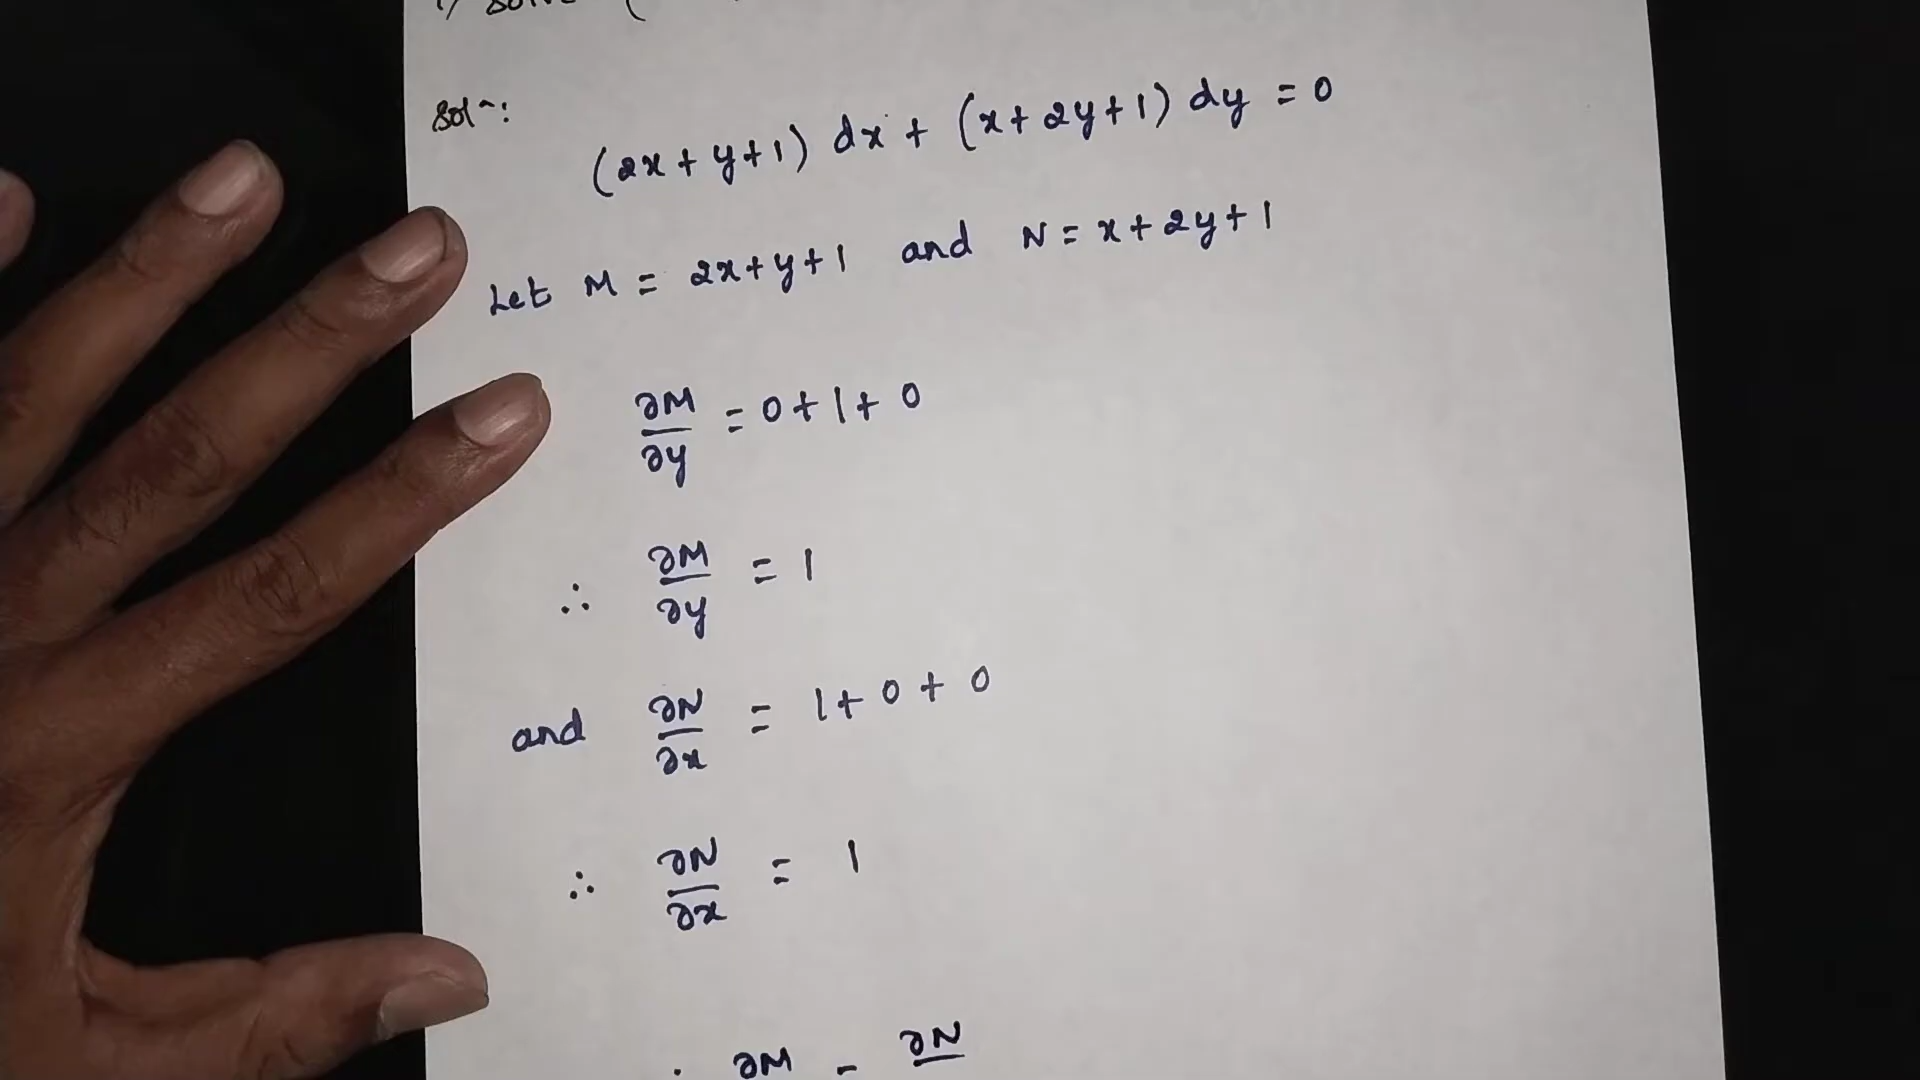 Solⁿ:
(2x + y + 1) dx + (x + 2y + 1) dy = 0
Let M = 2x + y + 1 and N = x + 2y + 1
∂M/∂y = 0 + 1 + 0
∴ ∂M/∂y = 1
and ∂N/∂x = 1 + 0 + 0
∴ ∂N/∂x = 1
∂M = ∂N